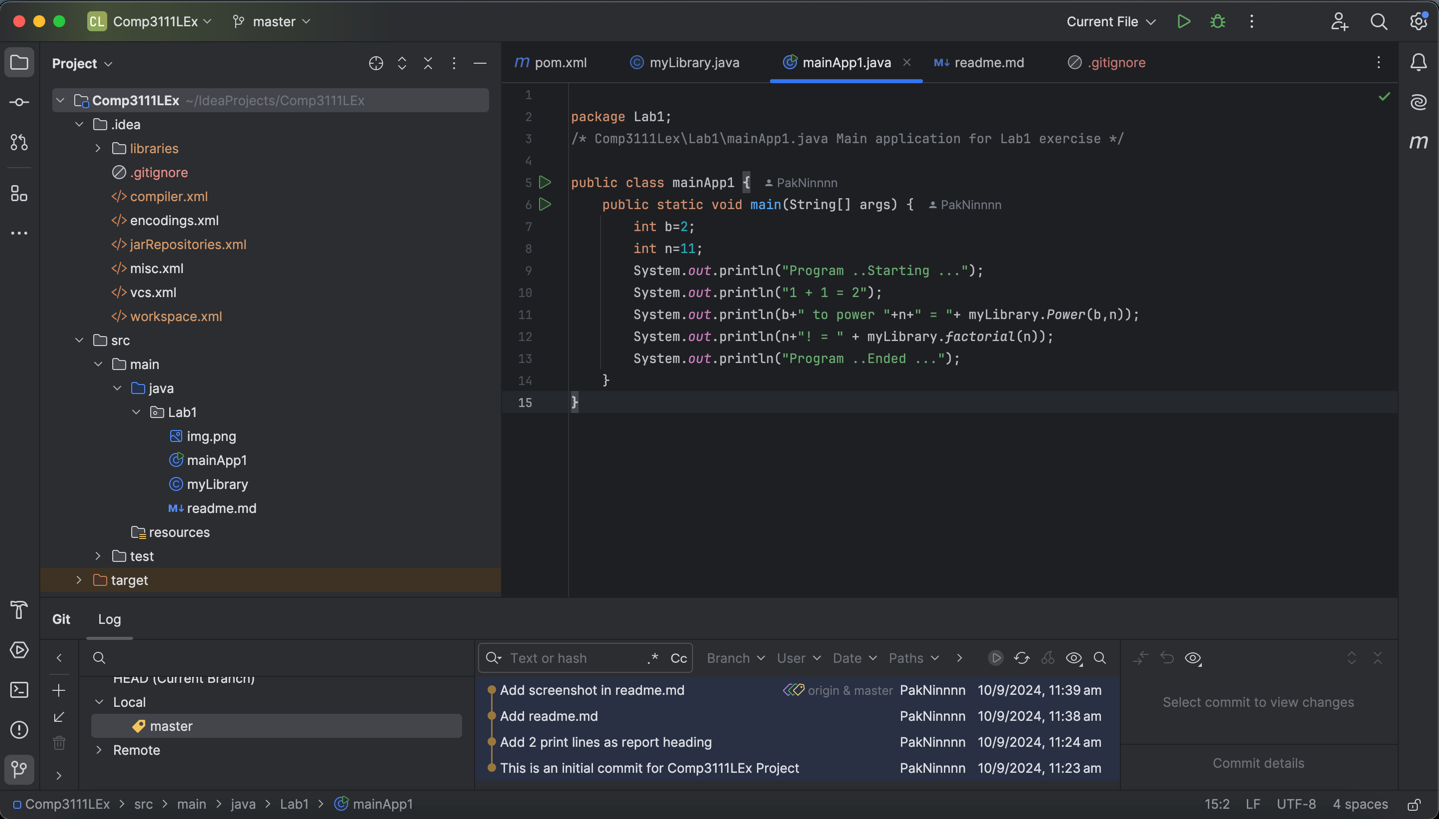 CL Comp3111LEx master Current File
Project
pom.xml myLibrary.java mainApp1.java readme.md .gitignore
Comp3111LEx ~/IdeaProjects/Comp3111LEx
.idea
libraries
.gitignore
compiler.xml
encodings.xml
jarRepositories.xml
misc.xml
vcs.xml
workspace.xml
src
main
java
Lab1
img.png
mainApp1
myLibrary
readme.md
resources
test
target
1
2 package Lab1;
3 /* Comp3111Lex\Lab1\mainApp1.java Main application for Lab1 exercise */
4
5 public class mainApp1 { PakNinnnn
6 public static void main(String[] args) { PakNinnnn
7 int b=2;
8 int n=11;
9 System.out.println("Program ..Starting ...");
10 System.out.println("1 + 1 = 2");
11 System.out.println(b+" to power "+n+" = "+ myLibrary.Power(b,n));
12 System.out.println(n+"! = " + myLibrary.factorial(n));
13 System.out.println("Program ..Ended ...");
14 }
15 }
Git Log
HEAD (Current Branch)
Local
master
Remote
Text or hash .* Cc Branch User Date Paths
Add screenshot in readme.md origin & master PakNinnnn 10/9/2024, 11:39 am
Add readme.md PakNinnnn 10/9/2024, 11:38 am
Add 2 print lines as report heading PakNinnnn 10/9/2024, 11:24 am
This is an initial commit for Comp3111LEx Project PakNinnnn 10/9/2024, 11:23 am
Select commit to view changes
Commit details
Comp3111LEx > src > main > java > Lab1 > mainApp1 15:2 LF UTF-8 4 spaces